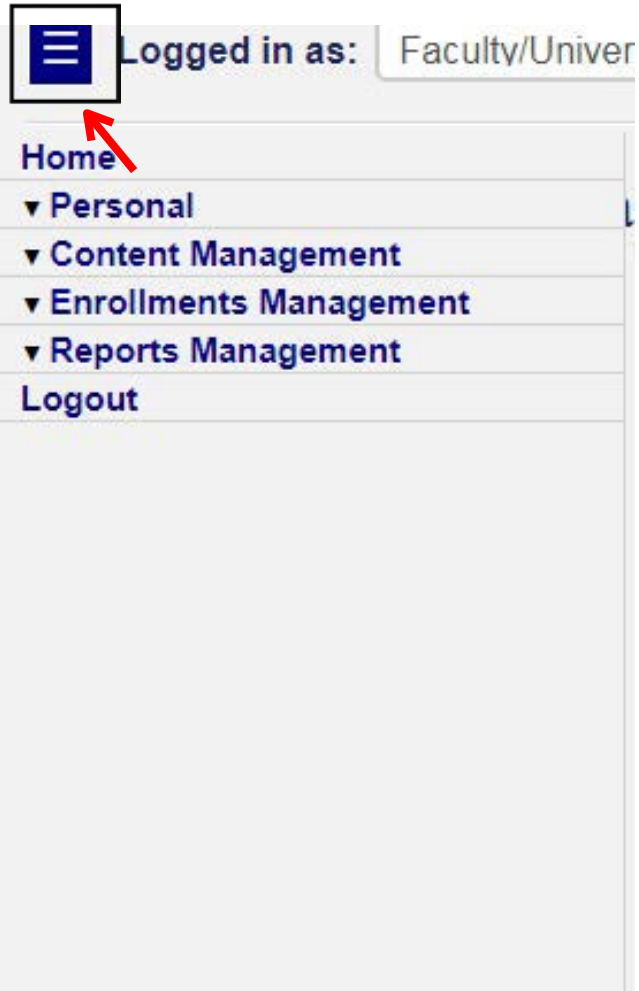 Logged in as: Faculty/Univer
Home
▾ Personal
▾ Content Management
▾ Enrollments Management
▾ Reports Management
Logout